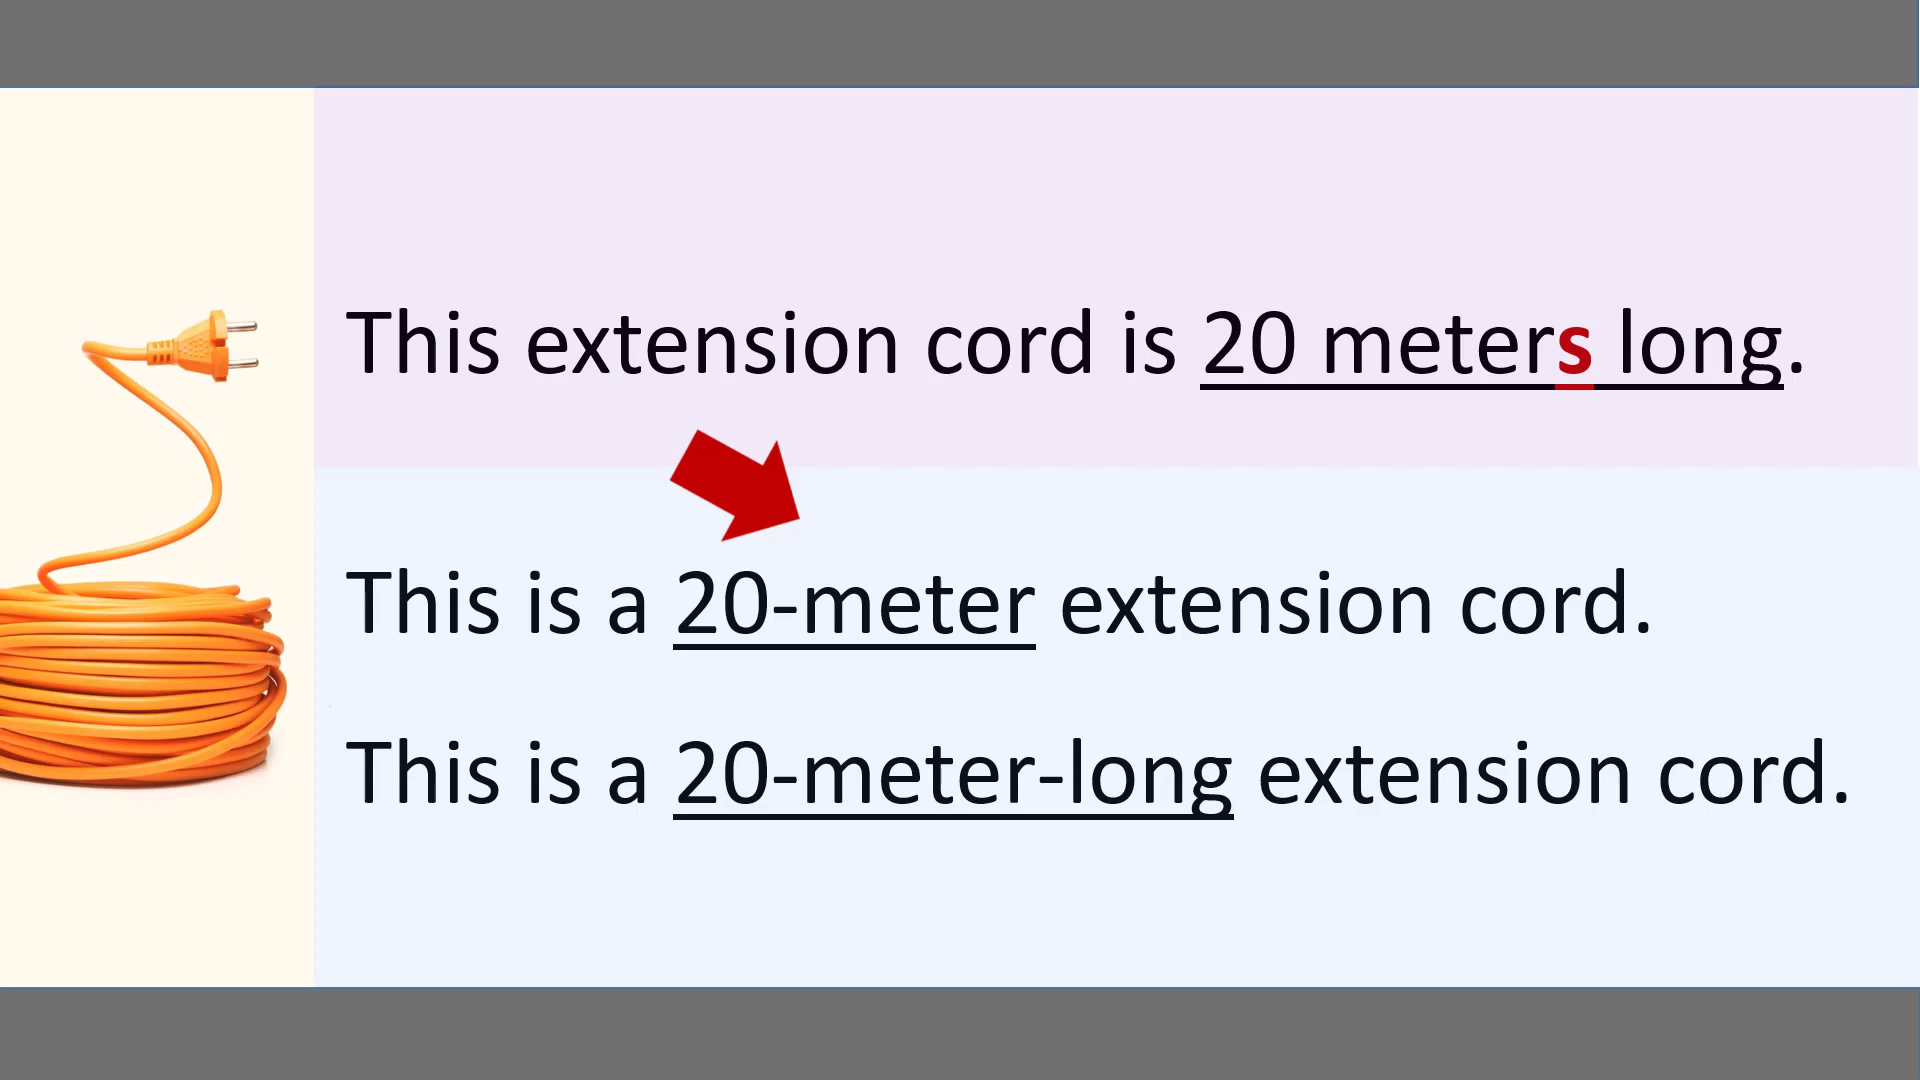 This extension cord is 20 meters long.
This is a 20-meter extension cord.
This is a 20-meter-long extension cord.